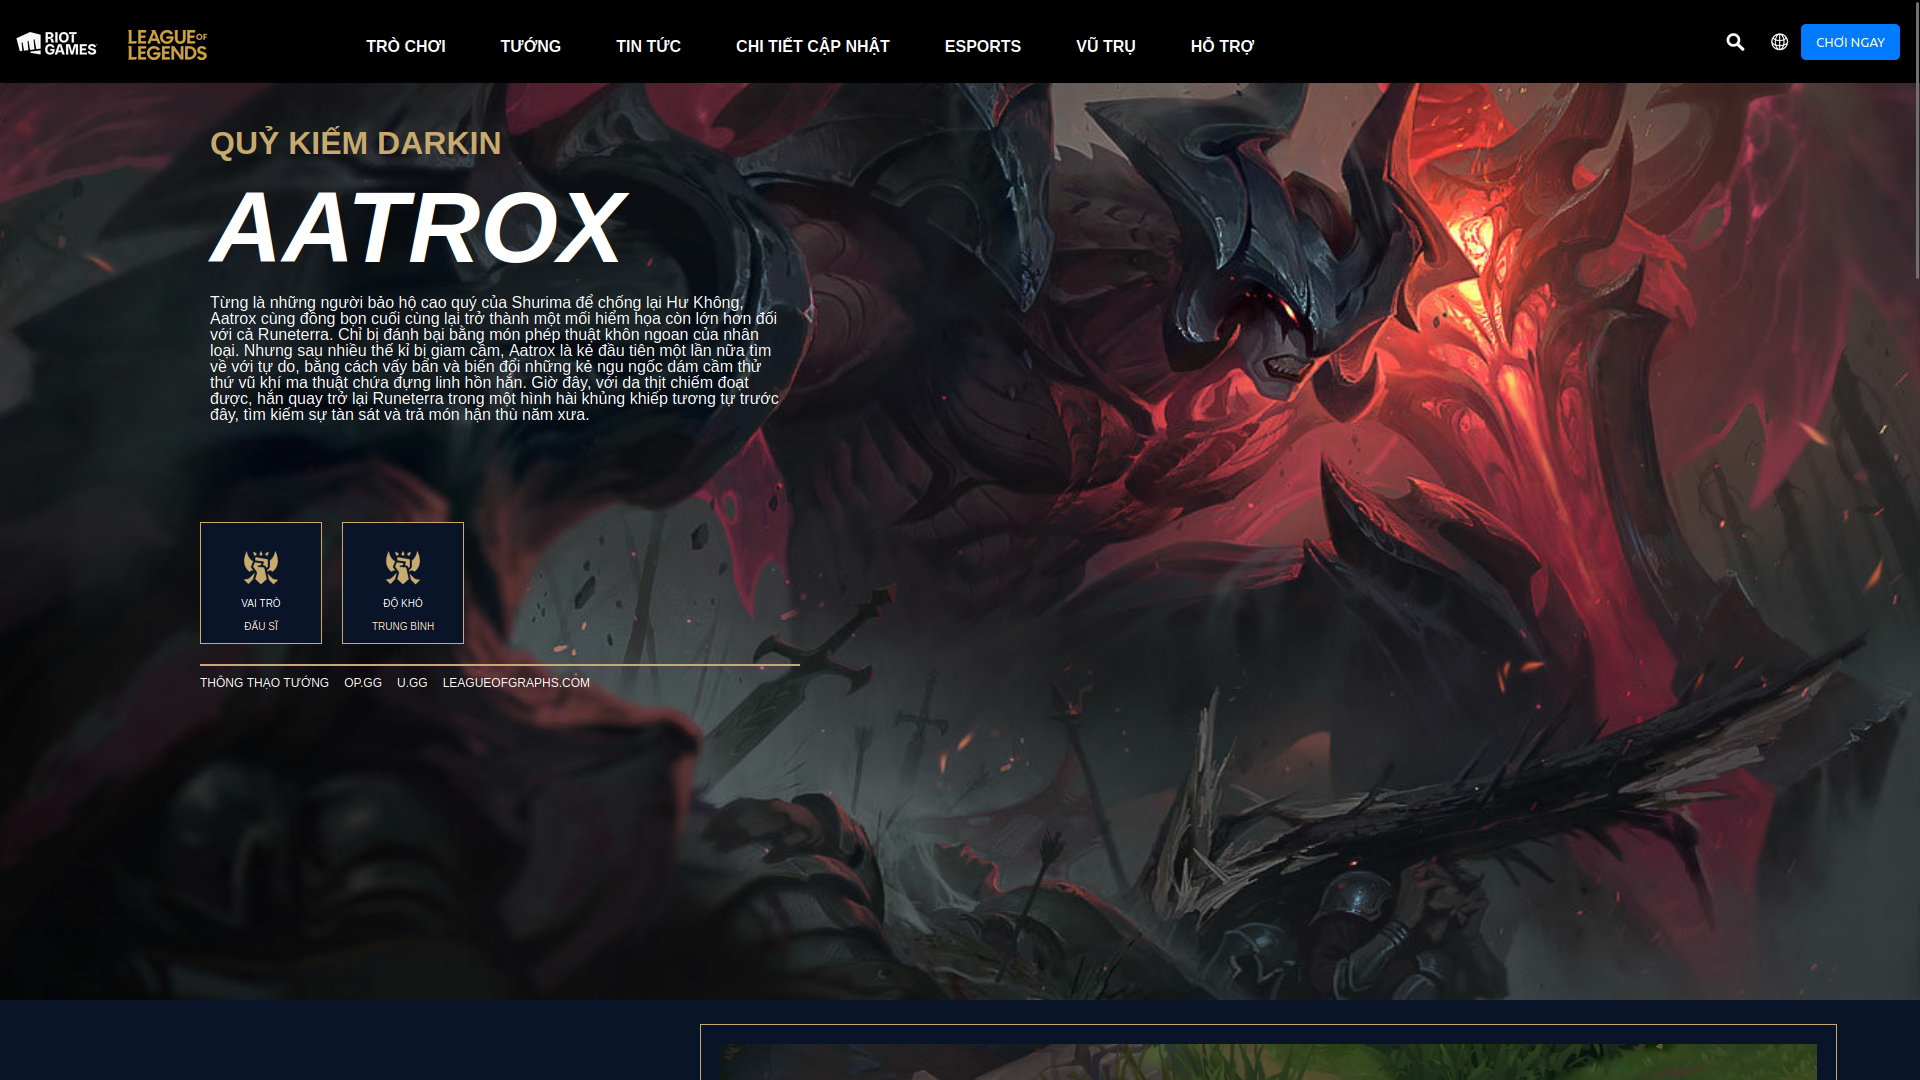 RIOT GAMES
LEAGUE OF LEGENDS
TRÒ CHƠI
TƯỚNG
TIN TỨC
CHI TIẾT CẬP NHẬT
ESPORTS
VŨ TRỤ
HỖ TRỢ
CHƠI NGAY
QUỶ KIẾM DARKIN
AATROX
Từng là những người bảo hộ cao quý của Shurima để chống lại Hư Không,
Aatrox cùng đồng bọn cuối cùng lại trở thành một mối hiểm họa còn lớn hơn đối
với cả Runeterra. Chỉ bị đánh bại bằng món phép thuật khôn ngoan của nhân
loại. Nhưng sau nhiều thế kỉ bị giam cầm, Aatrox là kẻ đầu tiên một lần nữa tìm
về với tự do, bằng cách vấy bẩn và biến đổi những kẻ ngu ngốc dám cầm thử
thứ vũ khí ma thuật chứa đựng linh hồn hắn. Giờ đây, với da thịt chiếm đoạt
được, hắn quay trở lại Runeterra trong một hình hài khủng khiếp tương tự trước
đây, tìm kiếm sự tàn sát và trả món hận thù năm xưa.
VAI TRÒ
ĐẤU SĨ
ĐỘ KHÓ
TRUNG BÌNH
THÔNG THẠO TƯỚNG
OP.GG
U.GG
LEAGUEOFGRAPHS.COM